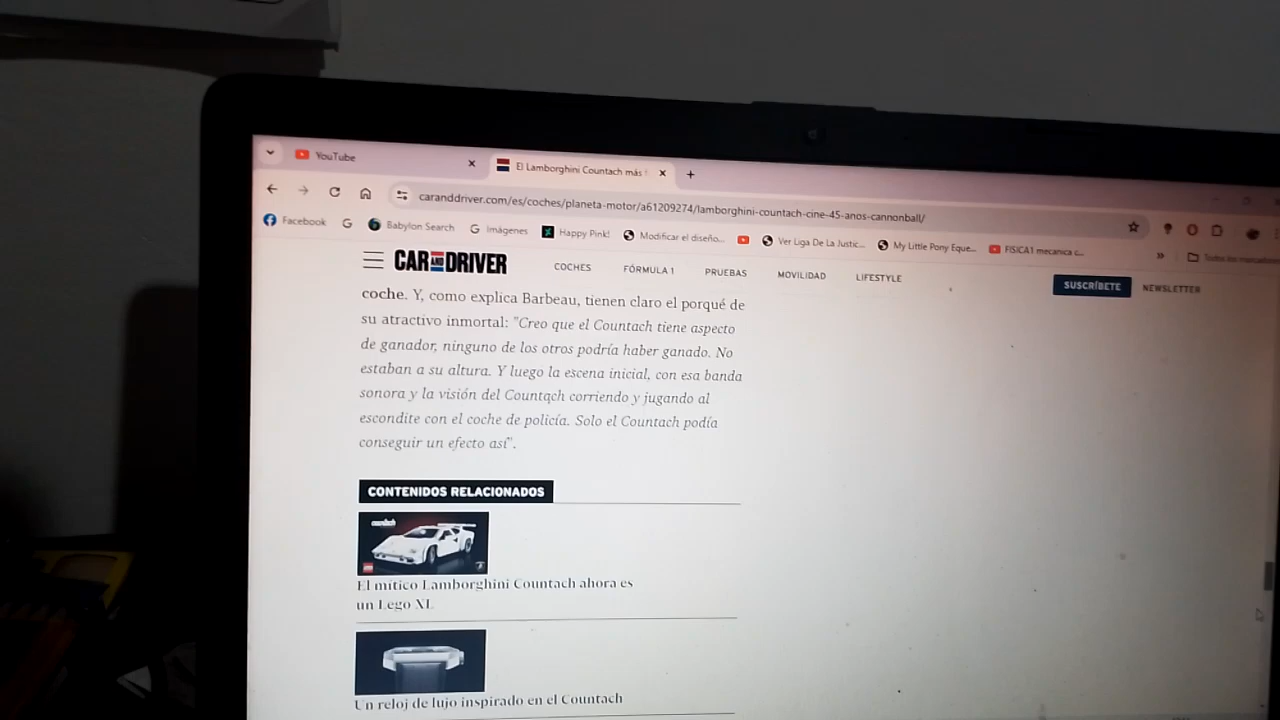 YouTube
El Lamborghini Countach más
caranddriver.com/es/coches/planeta-motor/a61209274/lamborghini-countach-cine-45-anos-cannonball/
Facebook
Babylon Search
Imágenes
Happy Pink!
Modificar el diseño...
Ver Liga De La Justic...
My Little Pony Eque...
FISICA1 mecanica c...
»
Todos los marcadores
CAR AND DRIVER
COCHES
FÓRMULA 1
PRUEBAS
MOVILIDAD
LIFESTYLE
SUSCRÍBETE
NEWSLETTER
coche. Y, como explica Barbeau, tienen claro el porqué de
su atractivo inmortal: "Creo que el Countach tiene aspecto
de ganador, ninguno de los otros podría haber ganado. No
estaban a su altura. Y luego la escena inicial, con esa banda
sonora y la visión del Countach corriendo y jugando al
escondite con el coche de policía. Solo el Countach podía
conseguir un efecto así".
CONTENIDOS RELACIONADOS
countach
El mítico Lamborghini Countach ahora es
un Lego XL
Un reloj de lujo inspirado en el Countach